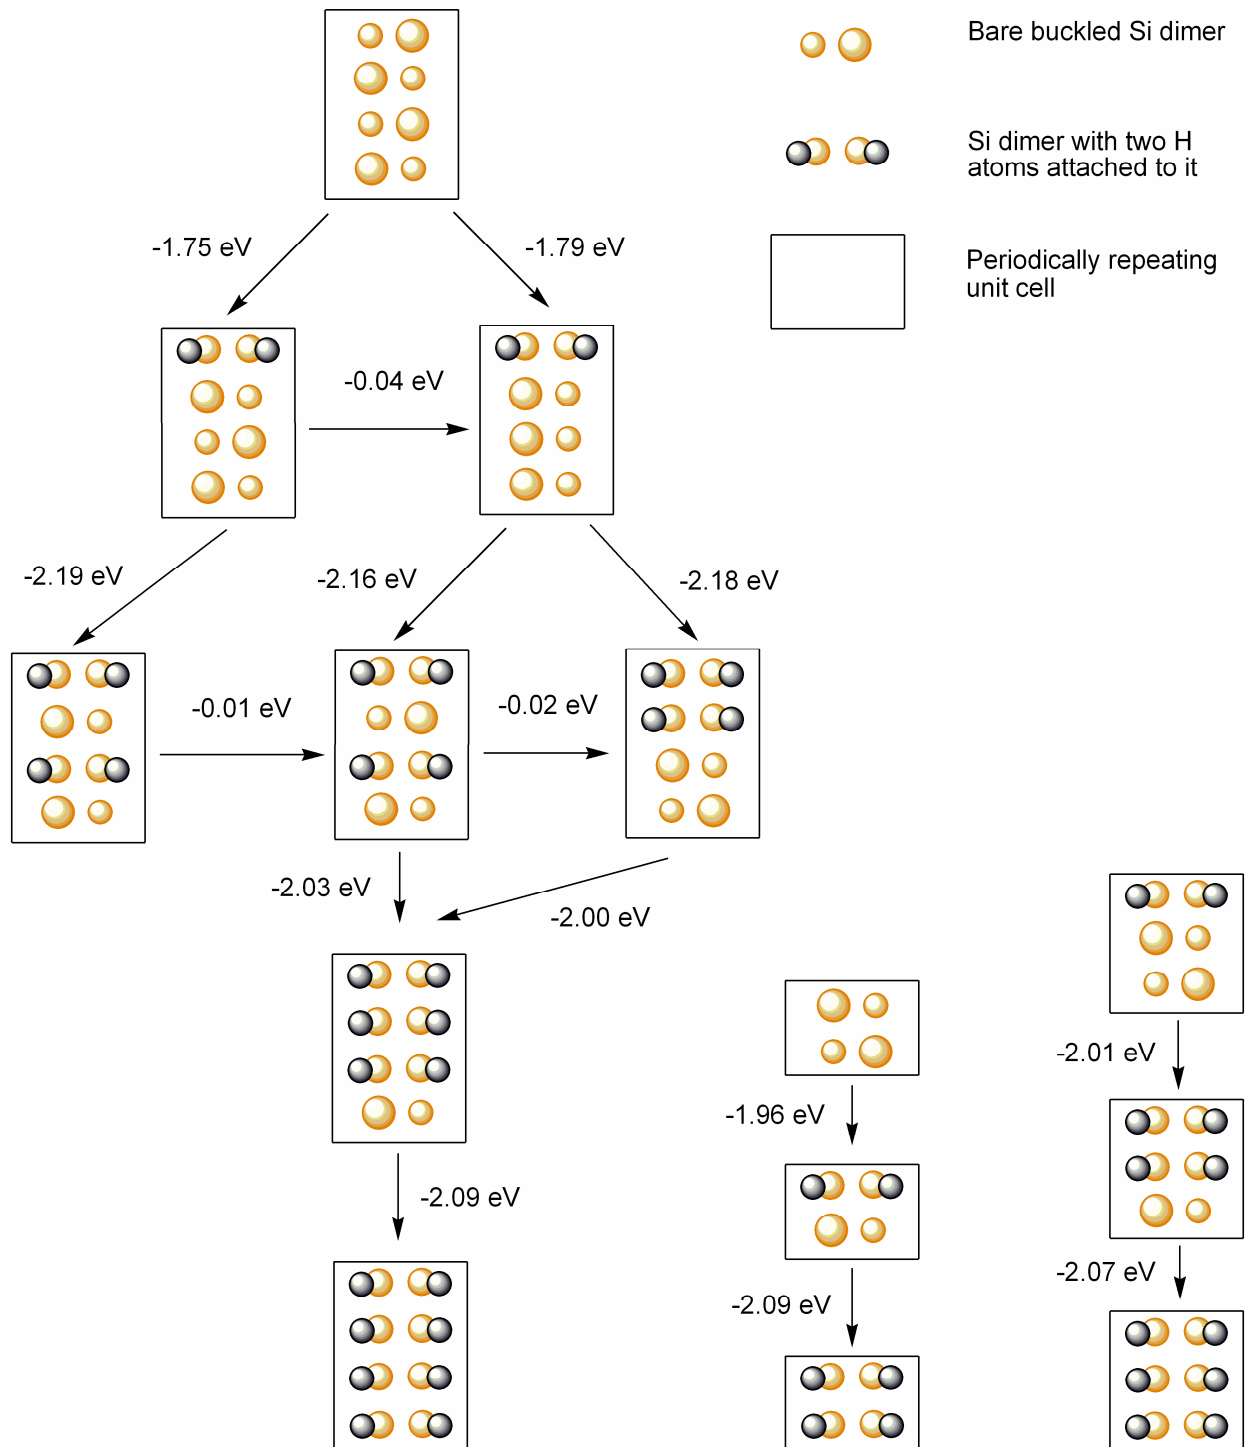 Bare buckled Si dimer
Si dimer with two H
atoms attached to it
Periodically repeating
unit cell
-1.75 eV
-1.79 eV
-0.04 eV
-2.19 eV
-2.16 eV
-2.18 eV
-0.01 eV
-0.02 eV
-2.03 eV
-2.00 eV
-2.09 eV
-1.96 eV
-2.09 eV
-2.01 eV
-2.07 eV